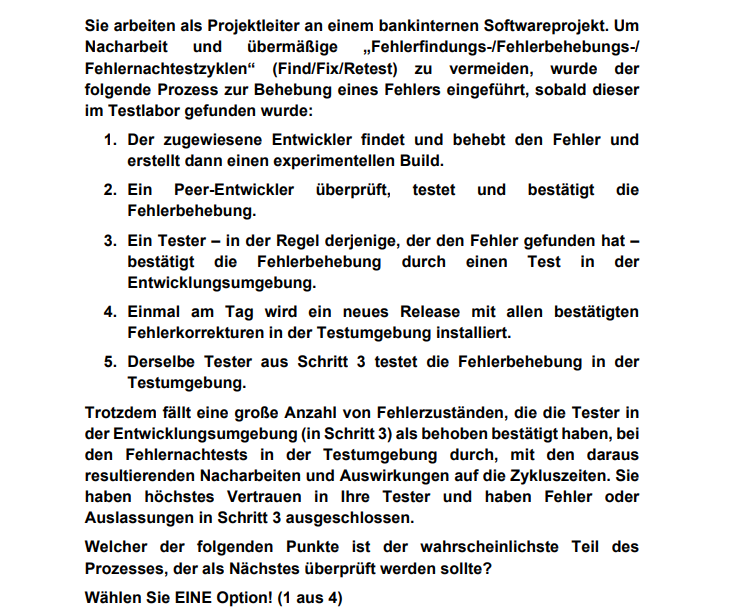 Sie arbeiten als Projektleiter an einem bankinternen Softwareprojekt. Um
Nacharbeit und übermäßige „Fehlerfindungs-/Fehlerbehebungs-/
Fehlernachtestzyklen“ (Find/Fix/Retest) zu vermeiden, wurde der
folgende Prozess zur Behebung eines Fehlers eingeführt, sobald dieser
im Testlabor gefunden wurde:
1. Der zugewiesene Entwickler findet und behebt den Fehler und
erstellt dann einen experimentellen Build.
2. Ein Peer-Entwickler überprüft, testet und bestätigt die
Fehlerbehebung.
3. Ein Tester – in der Regel derjenige, der den Fehler gefunden hat –
bestätigt die Fehlerbehebung durch einen Test in der
Entwicklungsumgebung.
4. Einmal am Tag wird ein neues Release mit allen bestätigten
Fehlerkorrekturen in der Testumgebung installiert.
5. Derselbe Tester aus Schritt 3 testet die Fehlerbehebung in der
Testumgebung.
Trotzdem fällt eine große Anzahl von Fehlerzuständen, die die Tester in
der Entwicklungsumgebung (in Schritt 3) als behoben bestätigt haben, bei
den Fehlernachtests in der Testumgebung durch, mit den daraus
resultierenden Nacharbeiten und Auswirkungen auf die Zykluszeiten. Sie
haben höchstes Vertrauen in Ihre Tester und haben Fehler oder
Auslassungen in Schritt 3 ausgeschlossen.
Welcher der folgenden Punkte ist der wahrscheinlichste Teil des
Prozesses, der als Nächstes überprüft werden sollte?
Wählen Sie EINE Option! (1 aus 4)